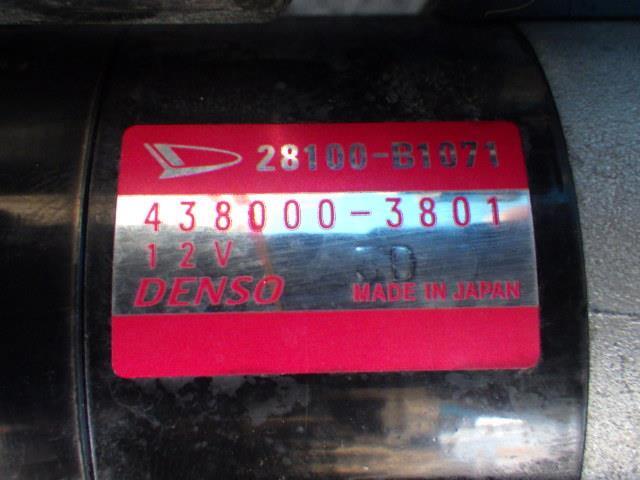 28100-B1071
438000-3801
12V
DENSO MADE IN JAPAN